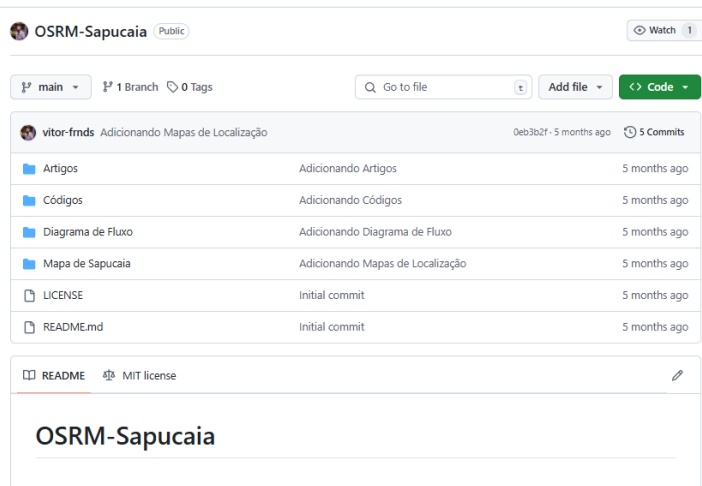 OSRM-Sapucaia Public Watch 1
main 1 Branch 0 Tags Go to file t Add file Code
vitor-frnds Adicionando Mapas de Localização 0eb3b2f · 5 months ago 5 Commits
Artigos Adicionando Artigos 5 months ago
Códigos Adicionando Códigos 5 months ago
Diagrama de Fluxo Adicionando Diagrama de Fluxo 5 months ago
Mapa de Sapucaia Adicionando Mapas de Localização 5 months ago
LICENSE Initial commit 5 months ago
README.md Initial commit 5 months ago
README MIT license
OSRM-Sapucaia